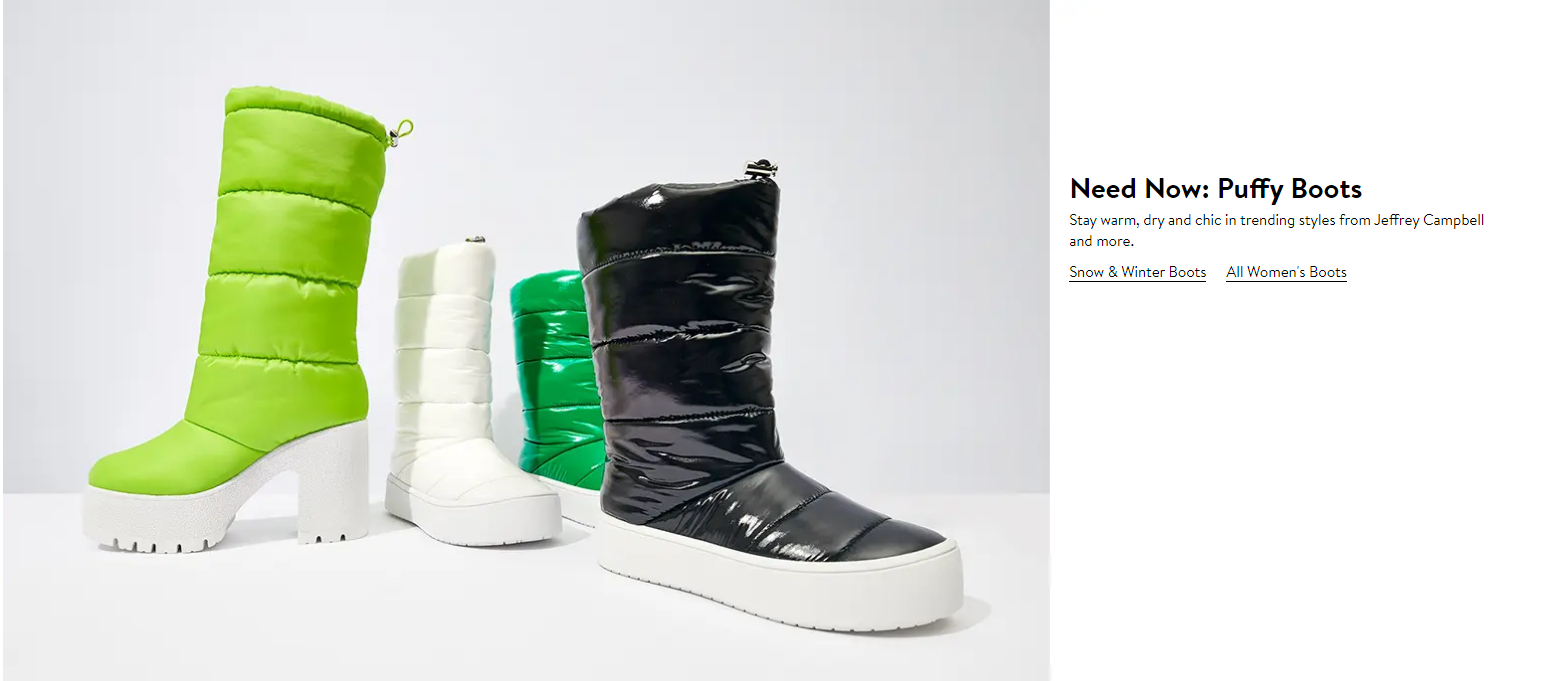 Need Now: Puffy Boots
Stay warm, dry and chic in trending styles from Jeffrey Campbell
and more.
Snow & Winter Boots All Women's Boots